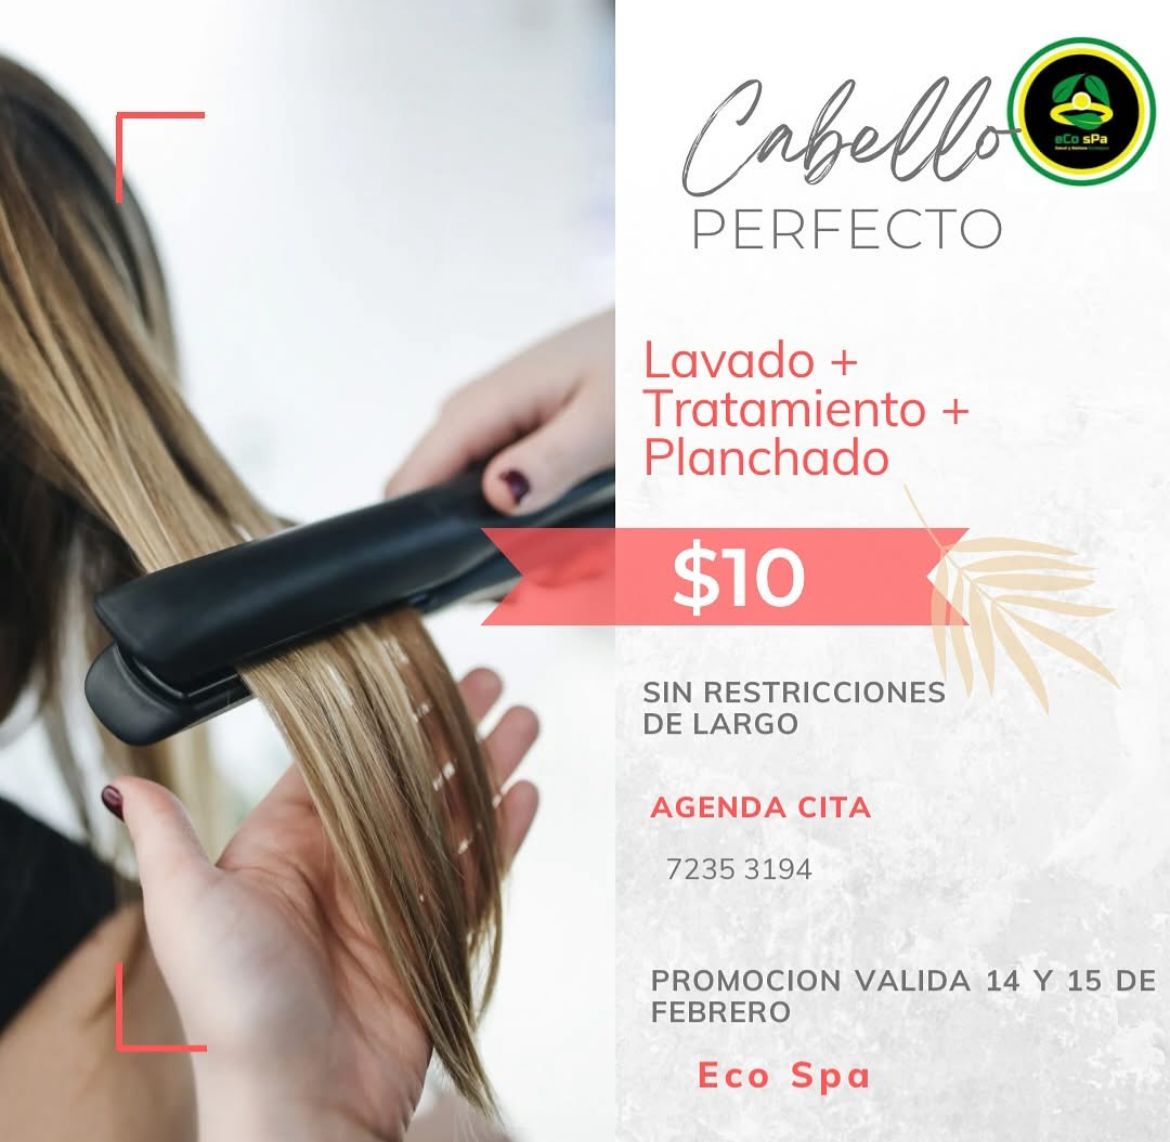 Cabello
PERFECTO
eCo sPa
Lavado +
Tratamiento +
Planchado
$10
SIN RESTRICCIONES
DE LARGO
AGENDA CITA
7235 3194
PROMOCION VALIDA 14 Y 15 DE
FEBRERO
Eco Spa